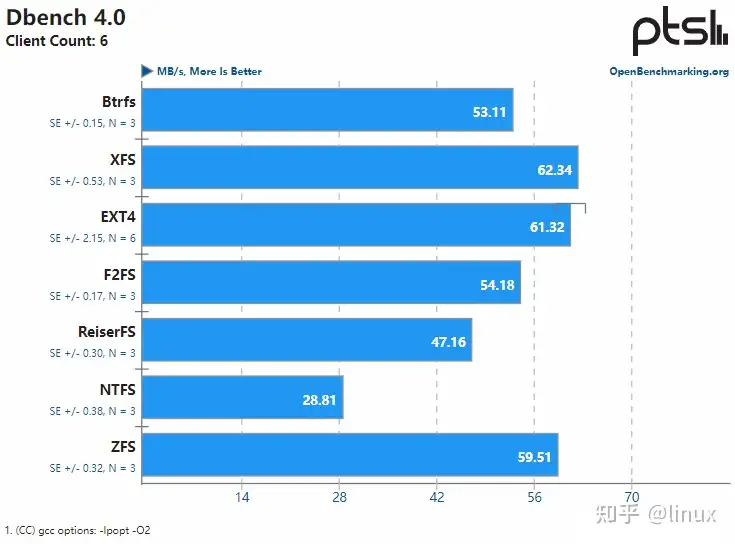 Dbench 4.0
Client Count: 6
ptsl
MB/s, More Is Better
OpenBenchmarking.org
Btrfs
SE +/- 0.15, N = 3
53.11
XFS
SE +/- 0.53, N = 3
62.34
EXT4
SE +/- 2.15, N = 6
61.32
F2FS
SE +/- 0.17, N = 3
54.18
ReiserFS
SE +/- 0.30, N = 3
47.16
NTFS
SE +/- 0.38, N = 3
28.81
ZFS
SE +/- 0.32, N = 3
59.51
14 28 42 56 70
知乎 @linux
1. (CC) gcc options: -lpopt -O2